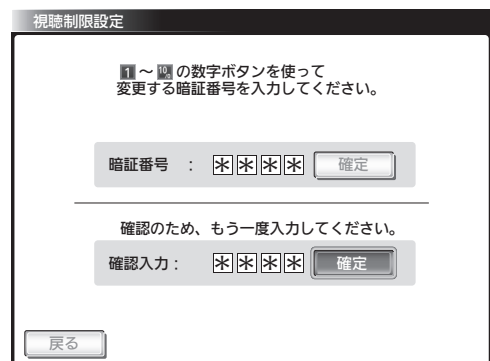 視聴制限設定
1 ～ 10 の数字ボタンを使って
変更する暗証番号を入力してください。
暗証番号 ： ＊＊＊＊ 確定
確認のため、もう一度入力してください。
確認入力： ＊＊＊＊ 確定
戻る